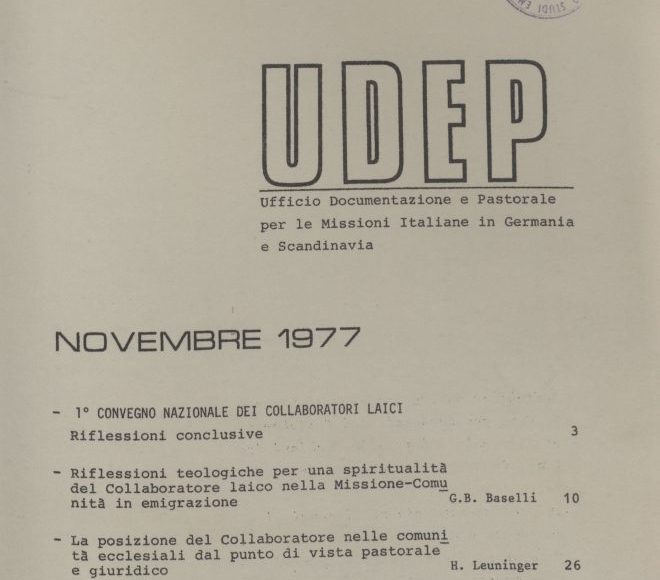 STUDI EM
UDEP
Ufficio Documentazione e Pastorale
per le Missioni Italiane in Germania
e Scandinavia
NOVEMBRE 1977
- 1° CONVEGNO NAZIONALE DEI COLLABORATORI LAICI
Riflessioni conclusive 3
- Riflessioni teologiche per una spiritualità
del Collaboratore laico nella Missione-Comu
nità in emigrazione G.B. Baselli 10
- La posizione del Collaboratore nelle comuni
tà ecclesiali dal punto di vista pastorale
e giuridico H. Leuninger 26